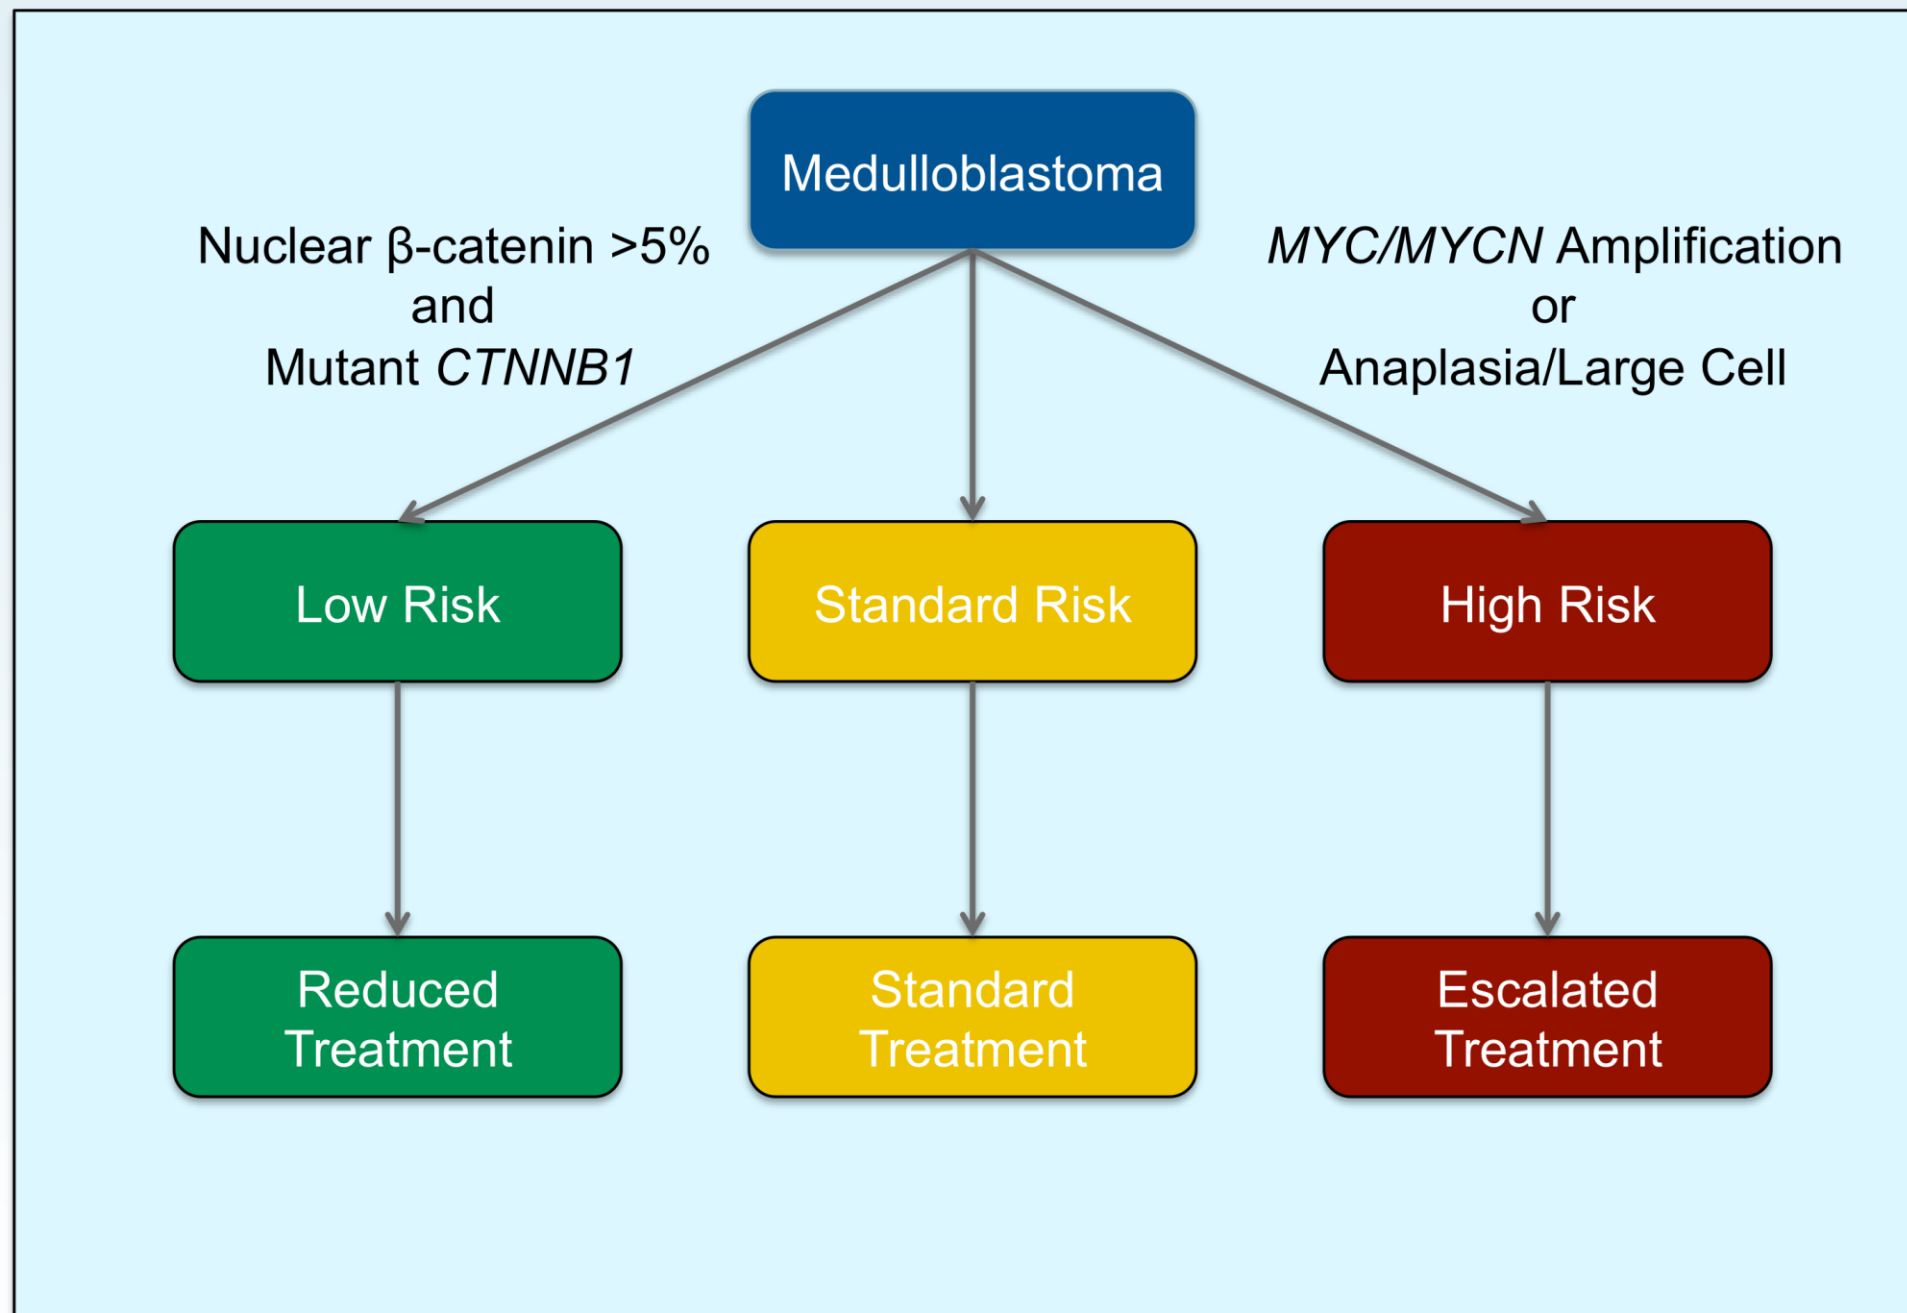 Medulloblastoma
Nuclear β-catenin >5%
and
Mutant CTNNB1
MYC/MYCN Amplification
or
Anaplasia/Large Cell
Low Risk
Standard Risk
High Risk
Reduced
Treatment
Standard
Treatment
Escalated
Treatment